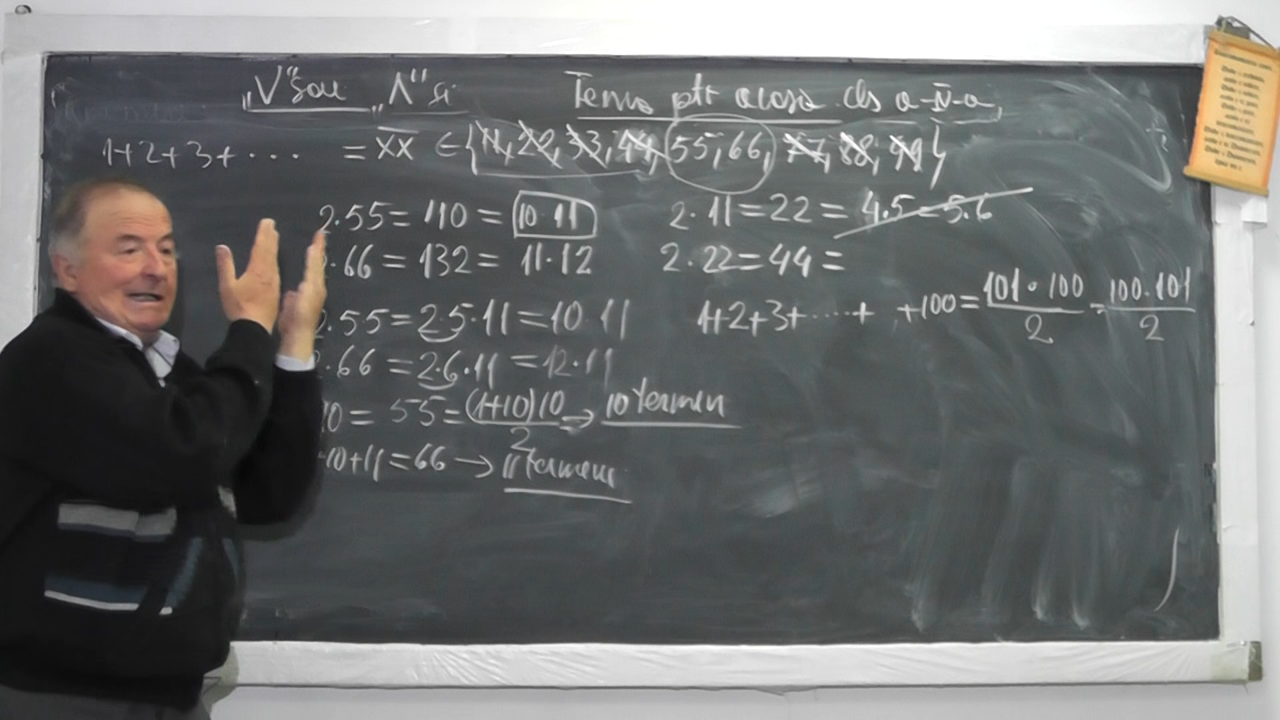 „V" sau „Λ" și
Temă ptr acasă cls a-V-a
1+2+3+ ... = x̅x̅ ∈ {11, 22, 33, 44, 55, 66, 77, 88, 99}
2·55 = 110 = 10·11
2·11=22 = 4.5=5.6
·66 = 132 = 11·12
2·22=44=
2·55=2·5·11=10·11
1+2+3+.....+ +100= 101·100/2 = 100·101/2
·66 =2·6·11 =12·11
10 = 55=(1+10)10/2 → 10 termeni
10+11=66 → 11 termeni